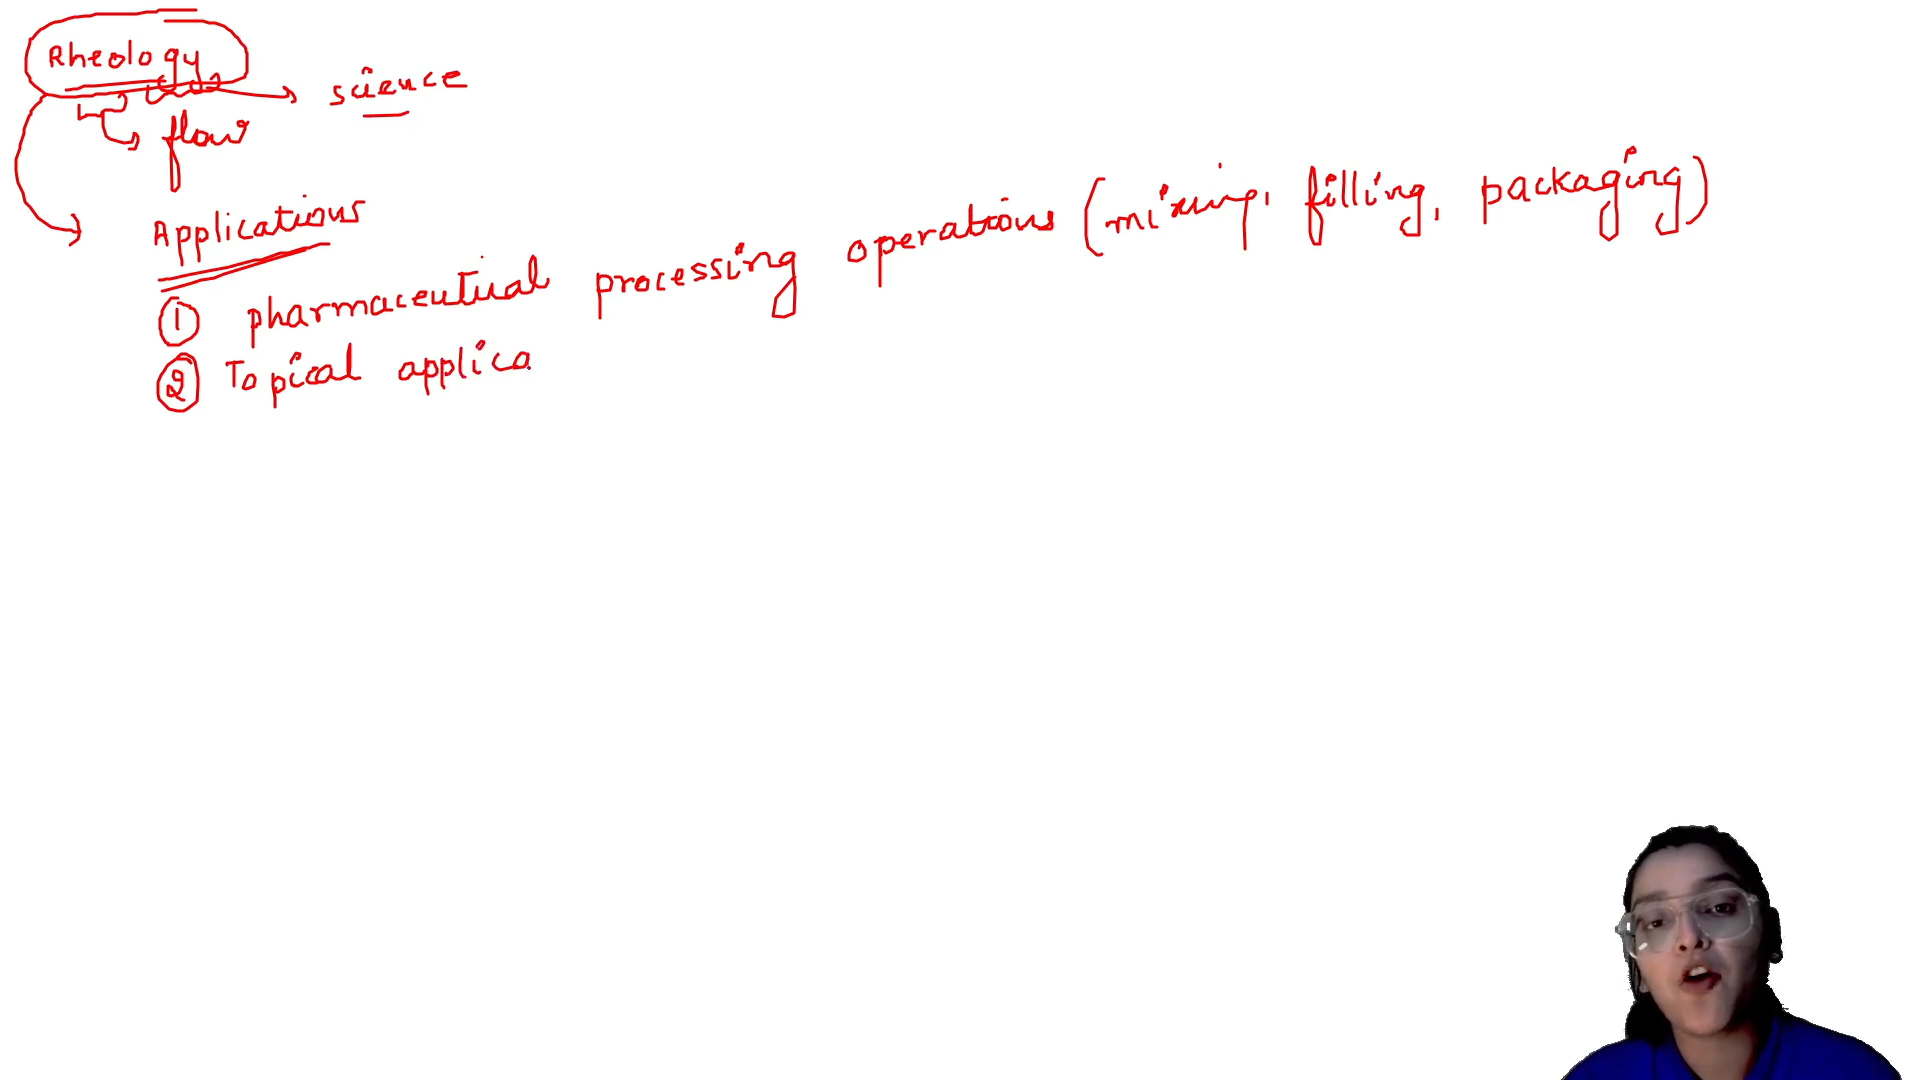 Rheology
science
flow
Applications
① pharmaceutical processing operations (mixing, filling, packaging)
② Topical applica